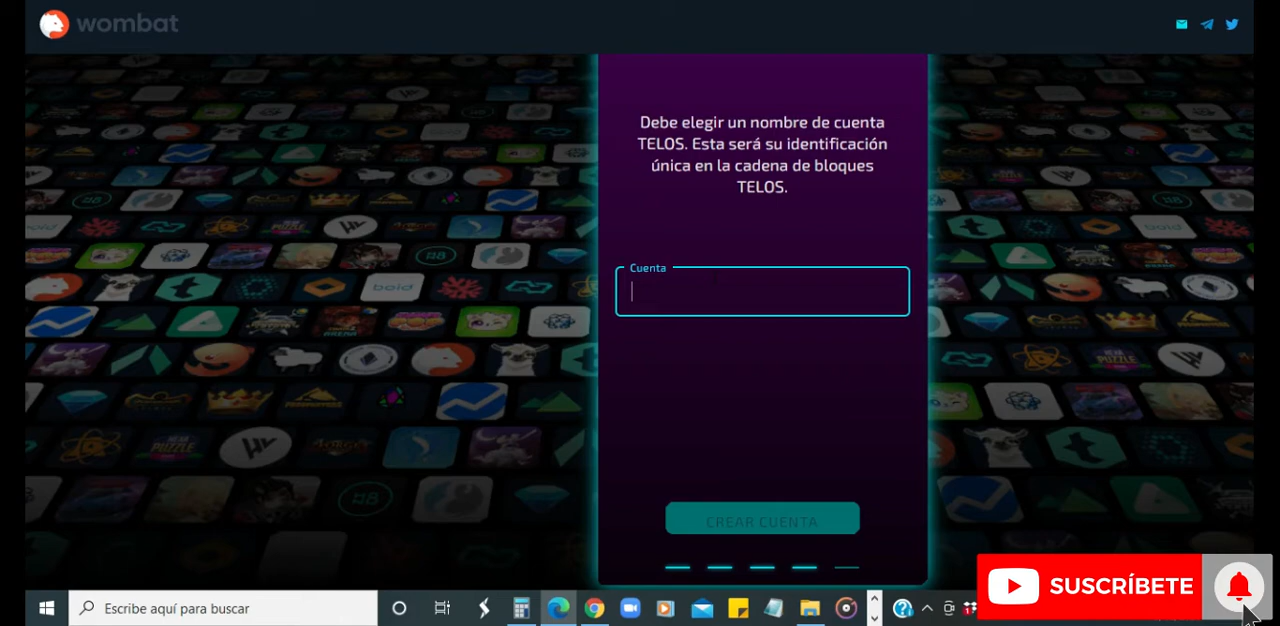 wombat
Debe elegir un nombre de cuenta
TELOS. Esta será su identificación
única en la cadena de bloques
TELOS.
Cuenta
CREAR CUENTA
SUSCRÍBETE
Escribe aquí para buscar